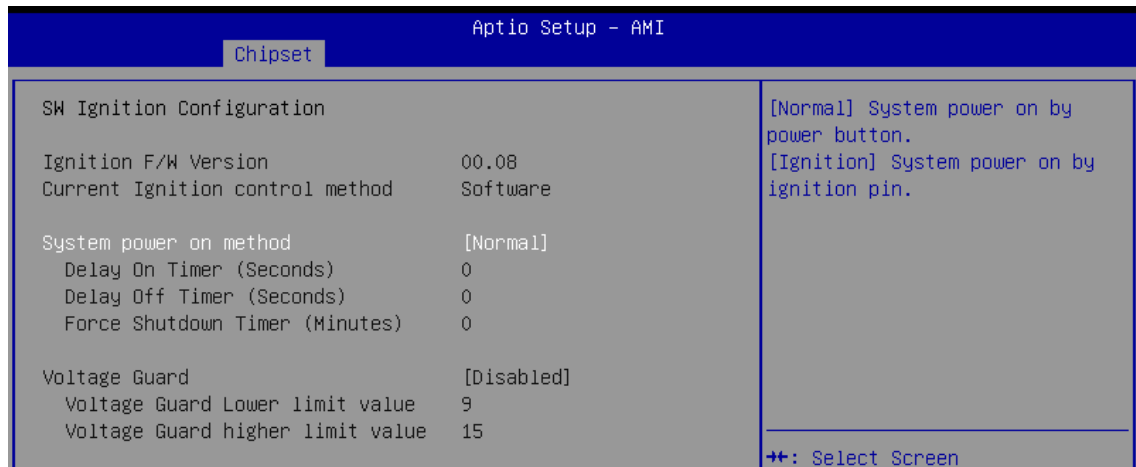 Aptio Setup – AMI
Chipset
SW Ignition Configuration
Ignition F/W Version 00.08
Current Ignition control method Software
System power on method [Normal]
Delay On Timer (Seconds) 0
Delay Off Timer (Seconds) 0
Force Shutdown Timer (Minutes) 0
Voltage Guard [Disabled]
Voltage Guard Lower limit value 9
Voltage Guard higher limit value 15
[Normal] System power on by
power button.
[Ignition] System power on by
ignition pin.
→←: Select Screen